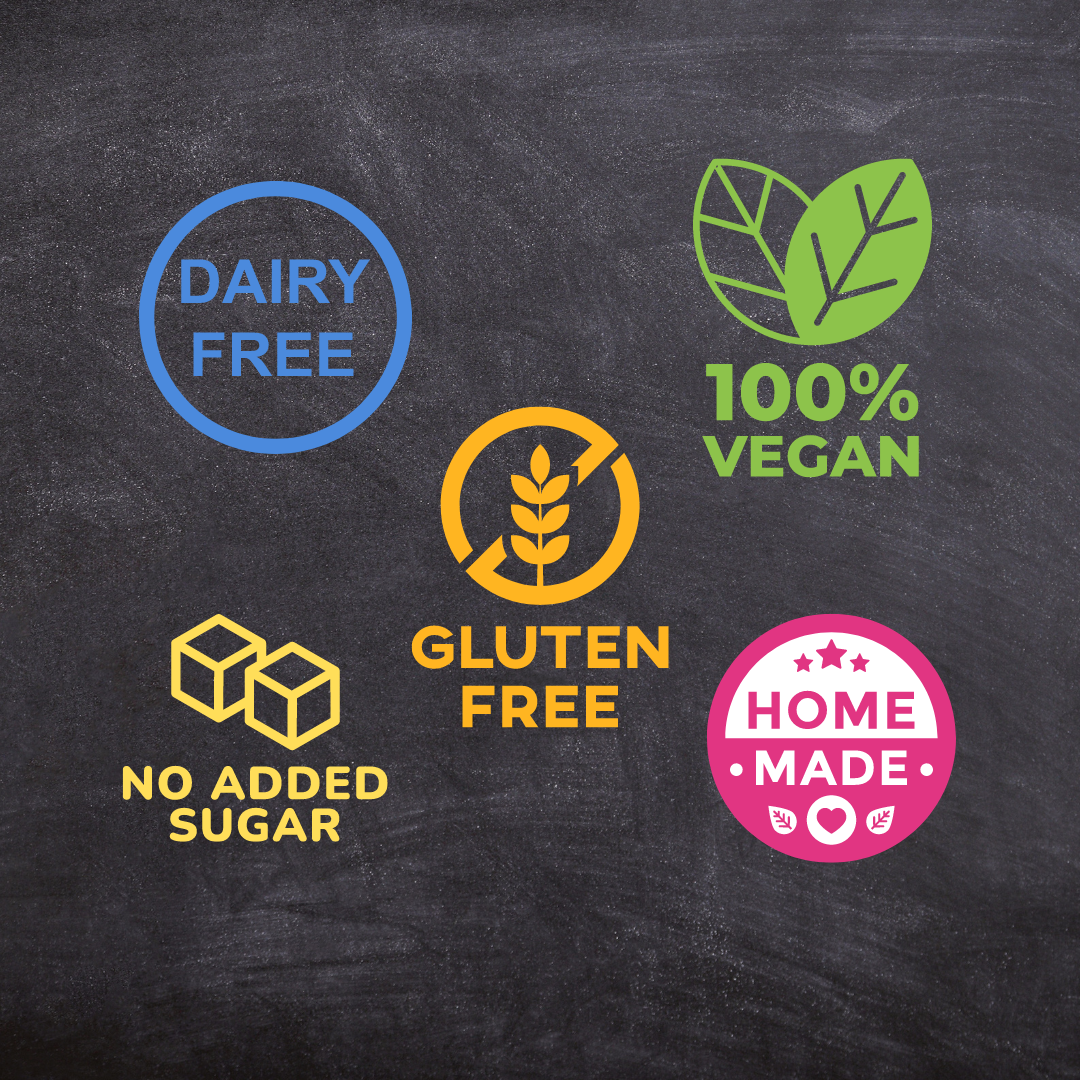 DAIRY
FREE
100%
VEGAN
GLUTEN
FREE
NO ADDED
SUGAR
HOME
MADE